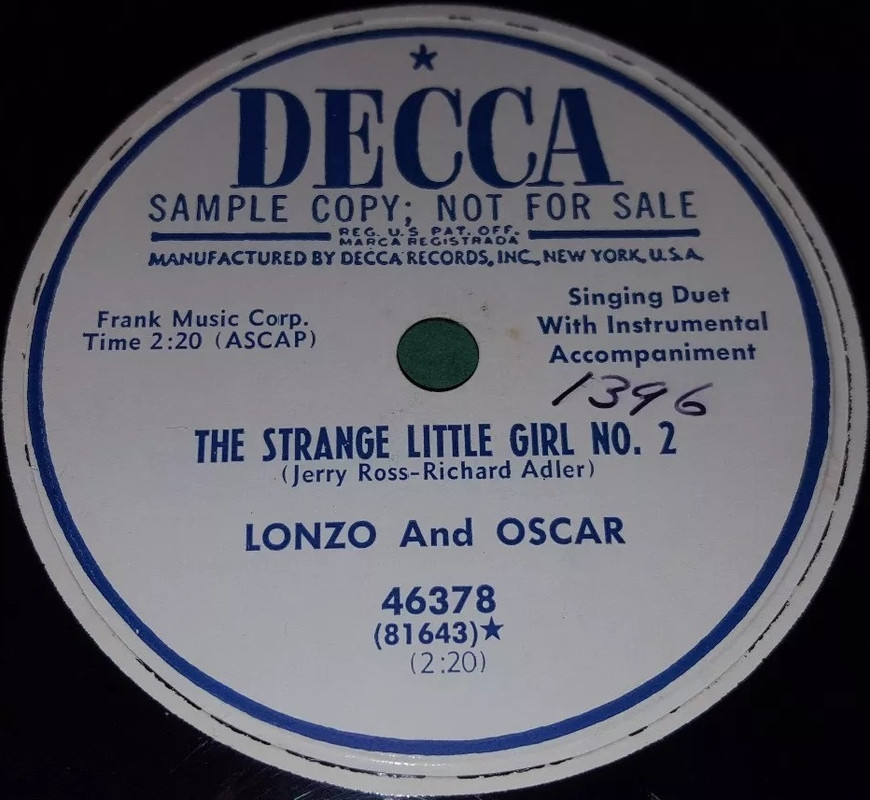 DECCA
SAMPLE COPY; NOT FOR SALE
REG. U.S. PAT. OFF.
MARCA REGISTRADA
MANUFACTURED BY DECCA RECORDS, INC., NEW YORK, U.S.A.
Frank Music Corp.
Time 2:20 (ASCAP)
Singing Duet
With Instrumental
Accompaniment
1396
THE STRANGE LITTLE GIRL NO. 2
(Jerry Ross-Richard Adler)
LONZO And OSCAR
46378
(81643)★
(2:20)